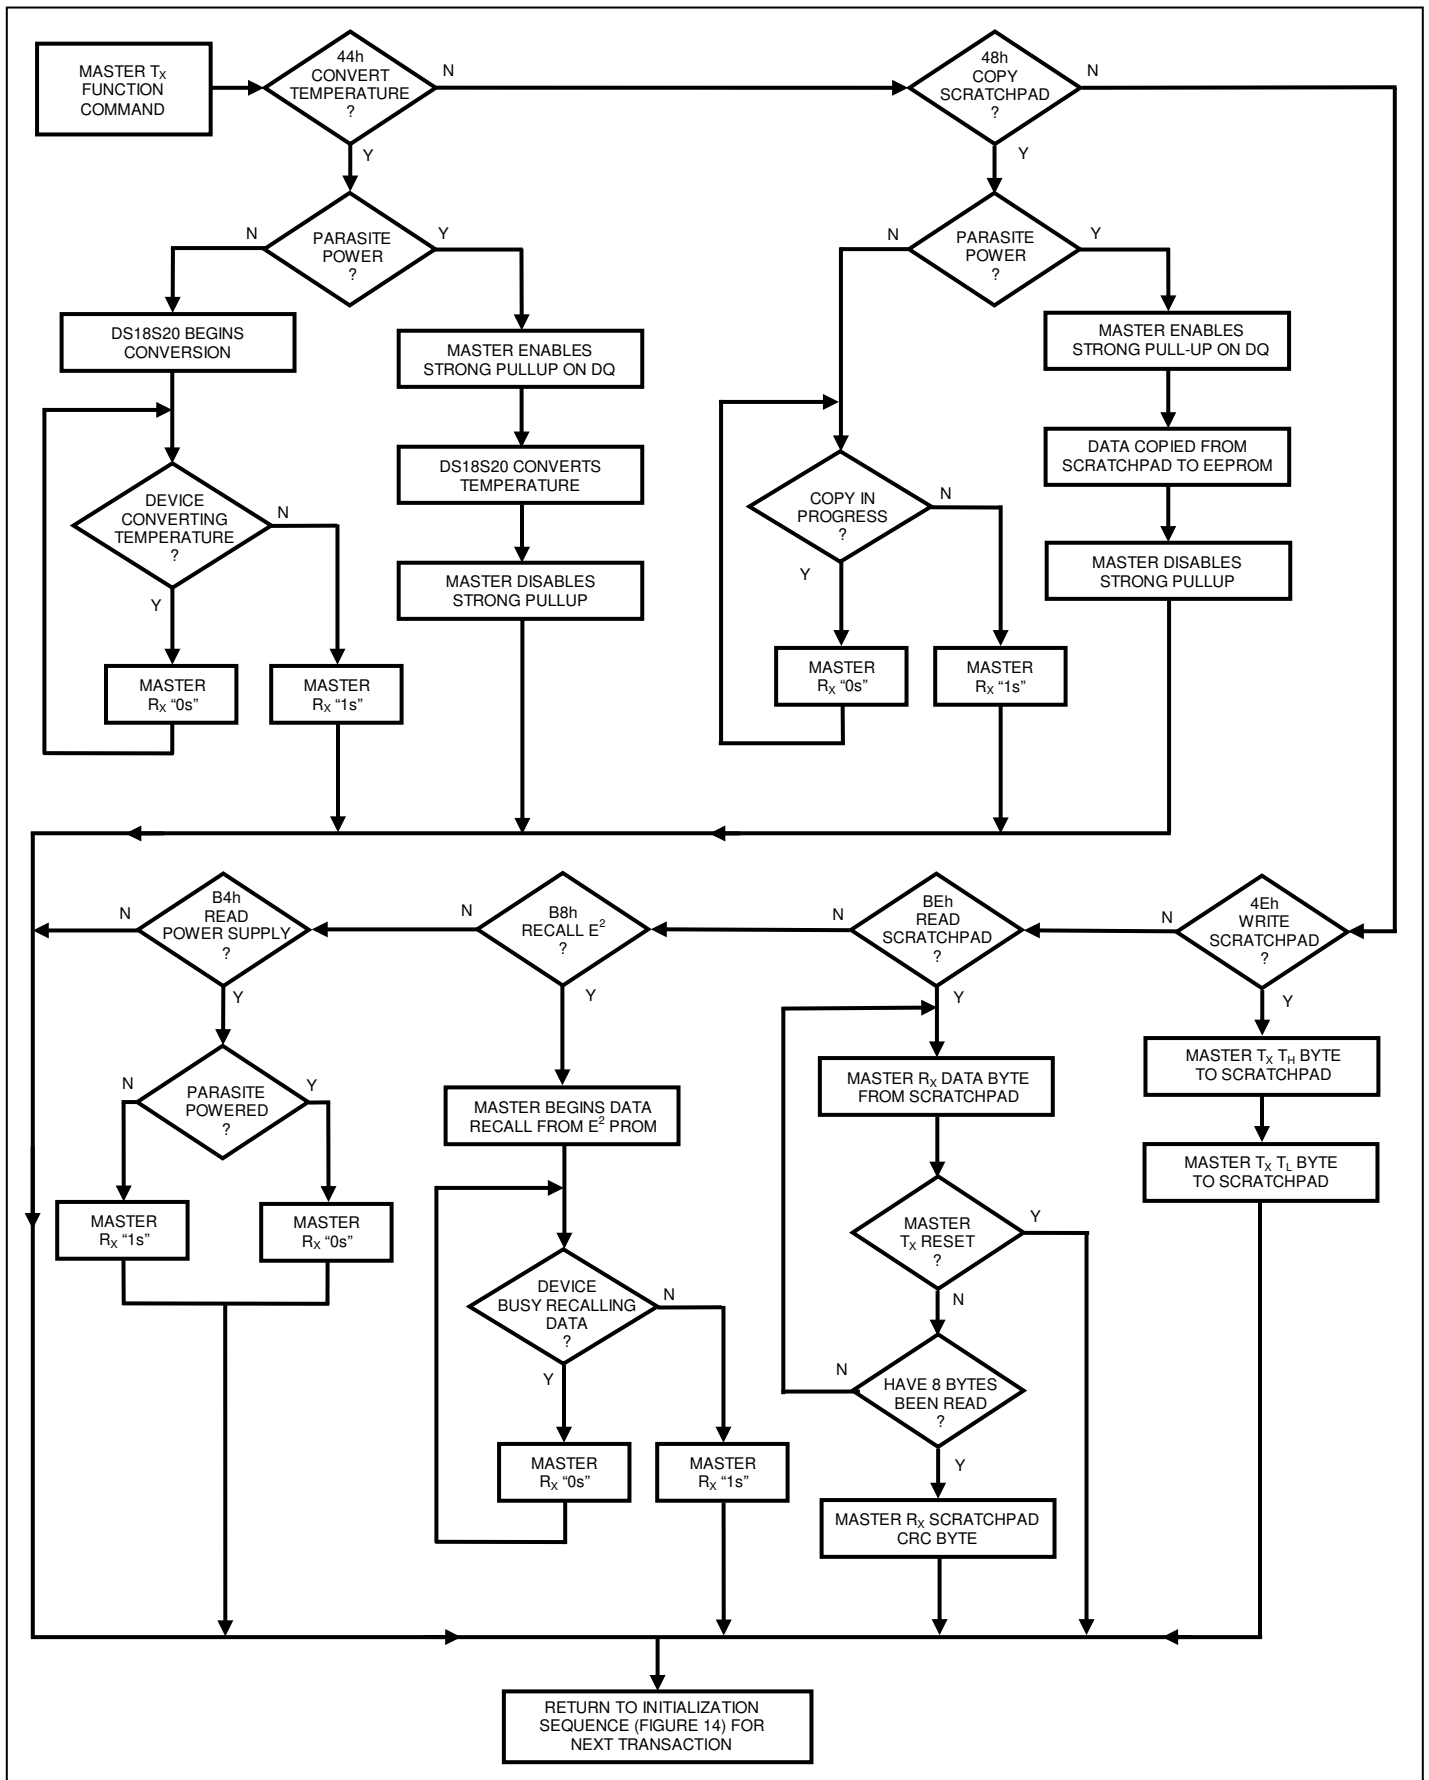 MASTER TX
FUNCTION
COMMAND
44h
CONVERT
TEMPERATURE
?
N
Y
48h
COPY
SCRATCHPAD
?
N
Y
N
PARASITE
POWER
?
Y
N
PARASITE
POWER
?
Y
DS18S20 BEGINS
CONVERSION
MASTER ENABLES
STRONG PULLUP ON DQ
MASTER ENABLES
STRONG PULL-UP ON DQ
DS18S20 CONVERTS
TEMPERATURE
DATA COPIED FROM
SCRATCHPAD TO EEPROM
DEVICE
CONVERTING
TEMPERATURE
?
N
Y
COPY IN
PROGRESS
?
N
Y
MASTER DISABLES
STRONG PULLUP
MASTER DISABLES
STRONG PULLUP
MASTER
RX “0s”
MASTER
RX “1s”
MASTER
RX “0s”
MASTER
RX “1s”
N
B4h
READ
POWER SUPPLY
?
Y
N
B8h
RECALL E2
?
Y
N
BEh
READ
SCRATCHPAD
?
Y
N
4Eh
WRITE
SCRATCHPAD
?
Y
N
PARASITE
POWERED
?
Y
MASTER BEGINS DATA
RECALL FROM E2 PROM
MASTER RX DATA BYTE
FROM SCRATCHPAD
MASTER TX TH BYTE
TO SCRATCHPAD
MASTER TX TL BYTE
TO SCRATCHPAD
MASTER
RX “1s”
MASTER
RX “0s”
MASTER
TX RESET
?
Y
N
DEVICE
BUSY RECALLING
DATA
?
N
Y
N
HAVE 8 BYTES
BEEN READ
?
Y
MASTER
RX “0s”
MASTER
RX “1s”
MASTER RX SCRATCHPAD
CRC BYTE
RETURN TO INITIALIZATION
SEQUENCE (FIGURE 14) FOR
NEXT TRANSACTION